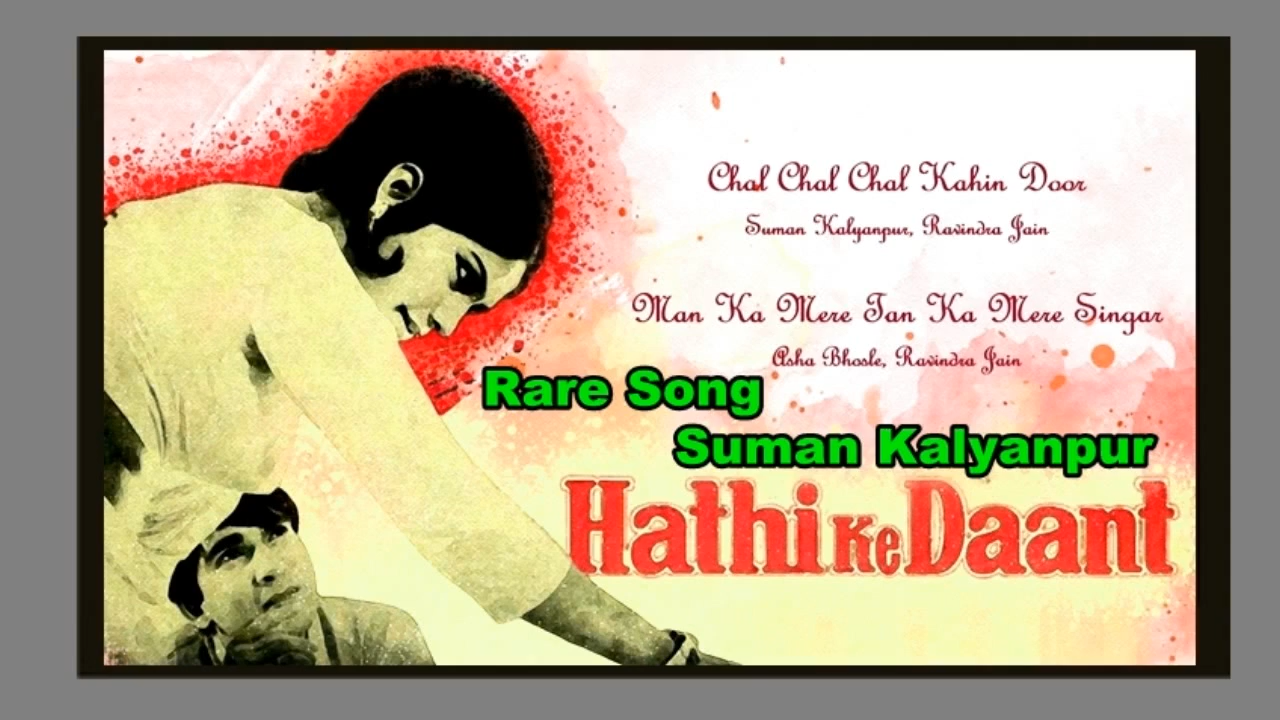 Chal Chal Chal Kahin Door
Suman Kalyanpur, Ravindra Jain
Man Ka Mere Tan Ka Mere Singar
Asha Bhosle, Ravindra Jain
Rare Song
Suman Kalyanpur
Hathi Ke Daant